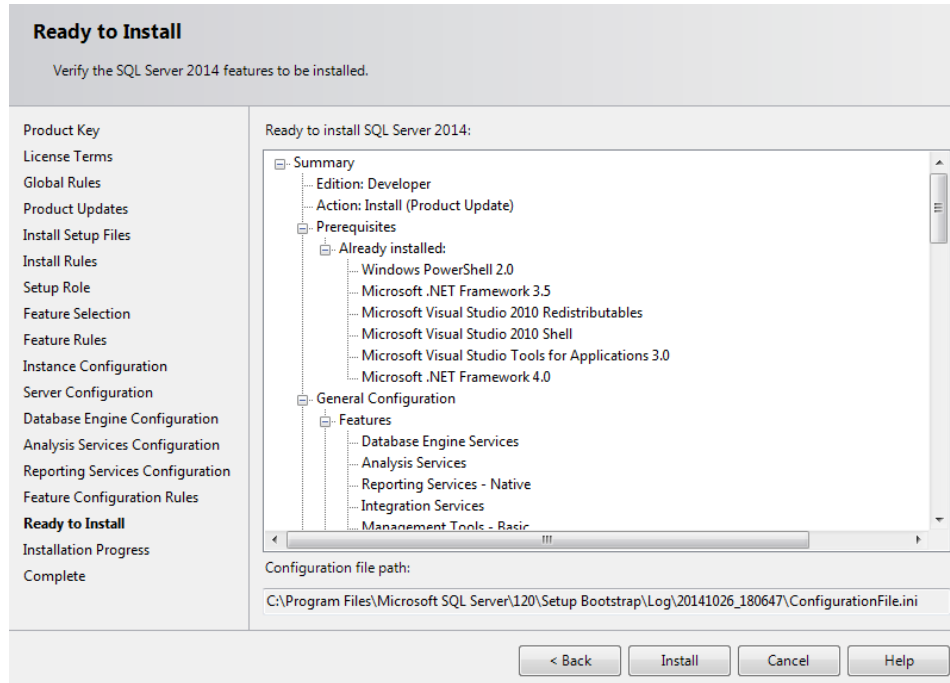 Ready to Install
Verify the SQL Server 2014 features to be installed.
Product Key
License Terms
Global Rules
Product Updates
Install Setup Files
Install Rules
Setup Role
Feature Selection
Feature Rules
Instance Configuration
Server Configuration
Database Engine Configuration
Analysis Services Configuration
Reporting Services Configuration
Feature Configuration Rules
Ready to Install
Installation Progress
Complete
Ready to install SQL Server 2014:
Summary
Edition: Developer
Action: Install (Product Update)
Prerequisites
Already installed:
Windows PowerShell 2.0
Microsoft .NET Framework 3.5
Microsoft Visual Studio 2010 Redistributables
Microsoft Visual Studio 2010 Shell
Microsoft Visual Studio Tools for Applications 3.0
Microsoft .NET Framework 4.0
General Configuration
Features
Database Engine Services
Analysis Services
Reporting Services - Native
Integration Services
Management Tools - Basic
Configuration file path:
C:\Program Files\Microsoft SQL Server\120\Setup Bootstrap\Log\20141026_180647\ConfigurationFile.ini
< Back
Install
Cancel
Help